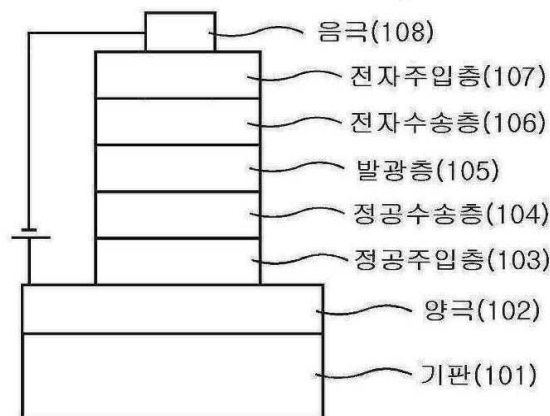 음극(108)
전자주입층(107)
전자수송층(106)
발광층(105)
정공수송층(104)
정공주입층(103)
양극(102)
기판(101)